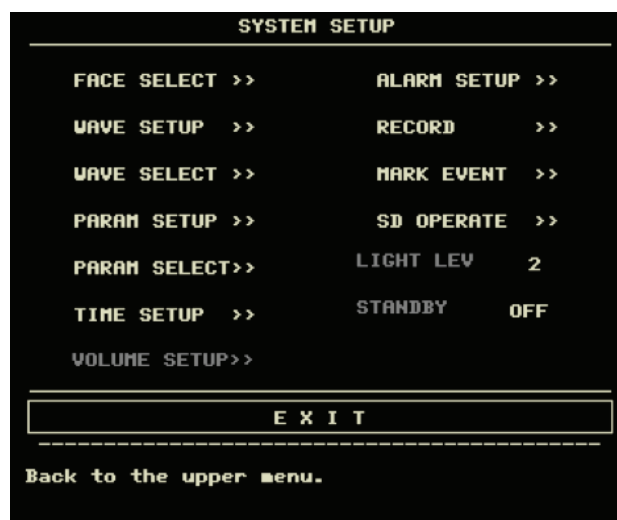 SYSTEM SETUP
FACE SELECT >> ALARM SETUP >>
WAVE SETUP >> RECORD >>
WAVE SELECT >> MARK EVENT >>
PARAM SETUP >> SD OPERATE >>
PARAM SELECT>> LIGHT LEV 2
TIME SETUP >> STANDBY OFF
VOLUME SETUP>>
E X I T
Back to the upper menu.